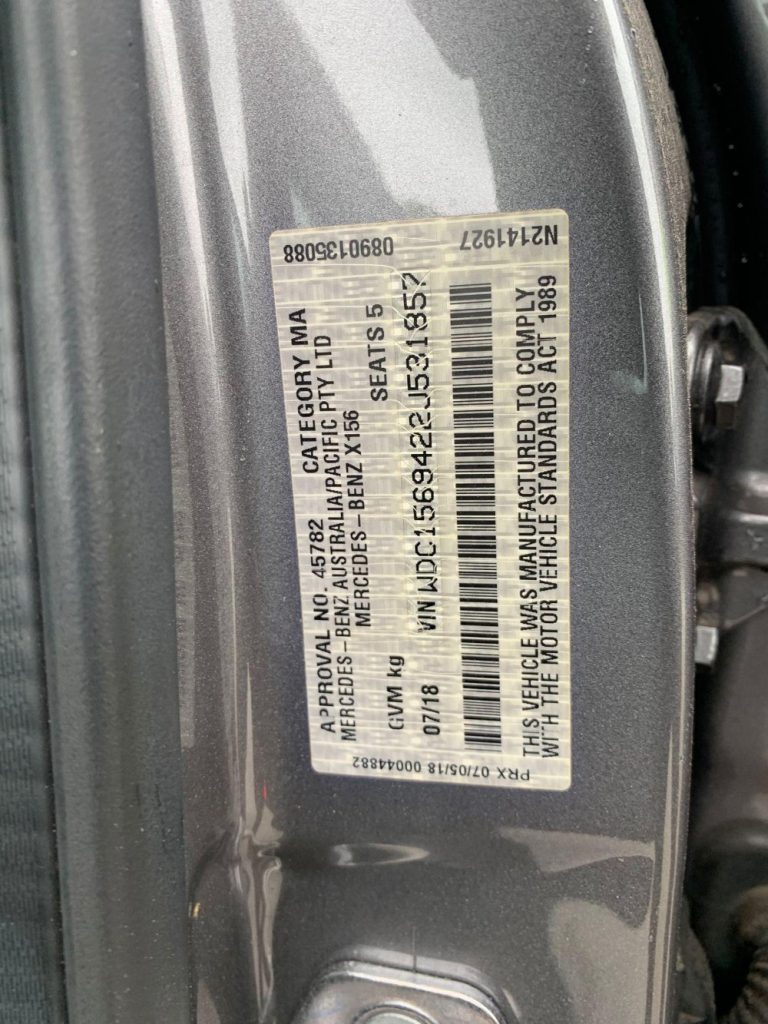 0890135088
N2141927
APPROVAL NO. 45782 CATEGORY MA
MERCEDES-BENZ AUSTRALIA/PACIFIC PTY LTD
MERCEDES-BENZ X156
GVM kg SEATS 5
07/18 VIN WDC1569422J531857
THIS VEHICLE WAS MANUFACTURED TO COMPLY
WITH THE MOTOR VEHICLE STANDARDS ACT 1989
PRX 07/05/18 00044882